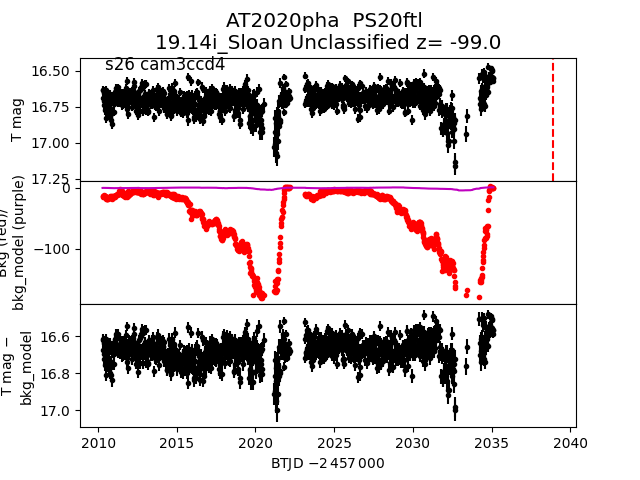 AT2020pha  PS20ftl
19.14i_Sloan Unclassified z= -99.0
s26 cam3ccd4
16.50
16.75
17.00
17.25
T mag
0
−100
Bkg (red)/
bkg_model (purple)
16.6
16.8
17.0
T mag −
bkg_model
2010
2015
2020
2025
2030
2035
2040
BTJD −2 457 000